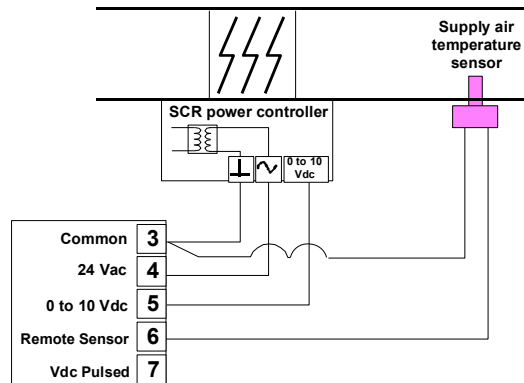 Supply air
temperature
sensor
SCR power controller
0 to 10
Vdc
Common 3
24 Vac 4
0 to 10 Vdc 5
Remote Sensor 6
Vdc Pulsed 7